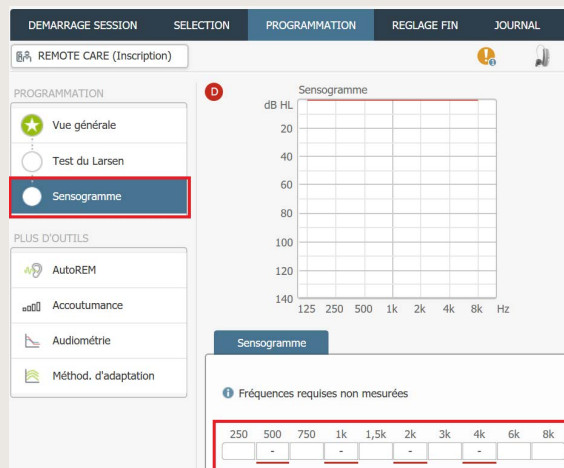 DEMARRAGE SESSION SELECTION PROGRAMMATION REGLAGE FIN JOURNAL
REMOTE CARE (Inscription)
PROGRAMMATION
Vue générale
Test du Larsen
Sensogramme
PLUS D'OUTILS
AutoREM
Accoutumance
Audiométrie
Méthod. d'adaptation
D
Sensogramme
dB HL
20
40
60
80
100
120
140
125 250 500 1k 2k 4k 8k Hz
Sensogramme
Fréquences requises non mesurées
250 500 750 1k 1,5k 2k 3k 4k 6k 8k
- - - -